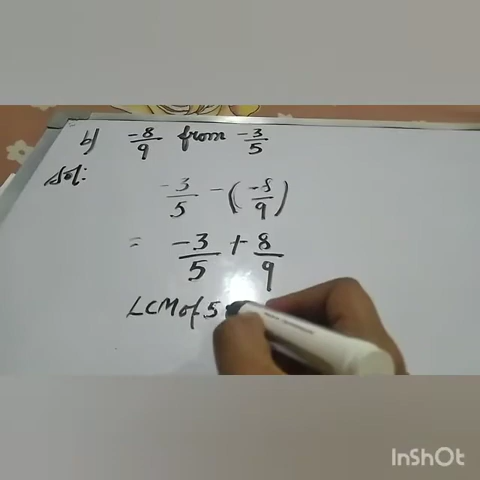 b) -8/9 from -3/5
Sol:
-3/5 - (-8/9)
= -3/5 + 8/9
LCM of 5
InShOt